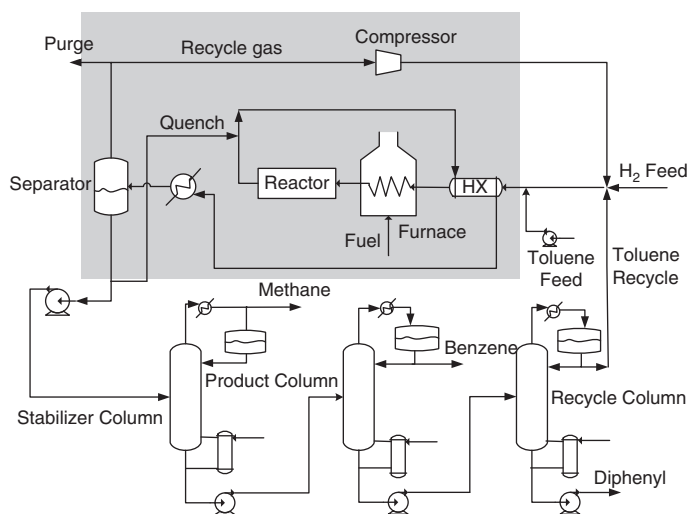 Compressor
Purge
Recycle gas
Quench
Separator
Reactor
HX
H2 Feed
Fuel
Furnace
Toluene
Feed
Toluene
Recycle
Methane
Benzene
Product Column
Recycle Column
Stabilizer Column
Diphenyl